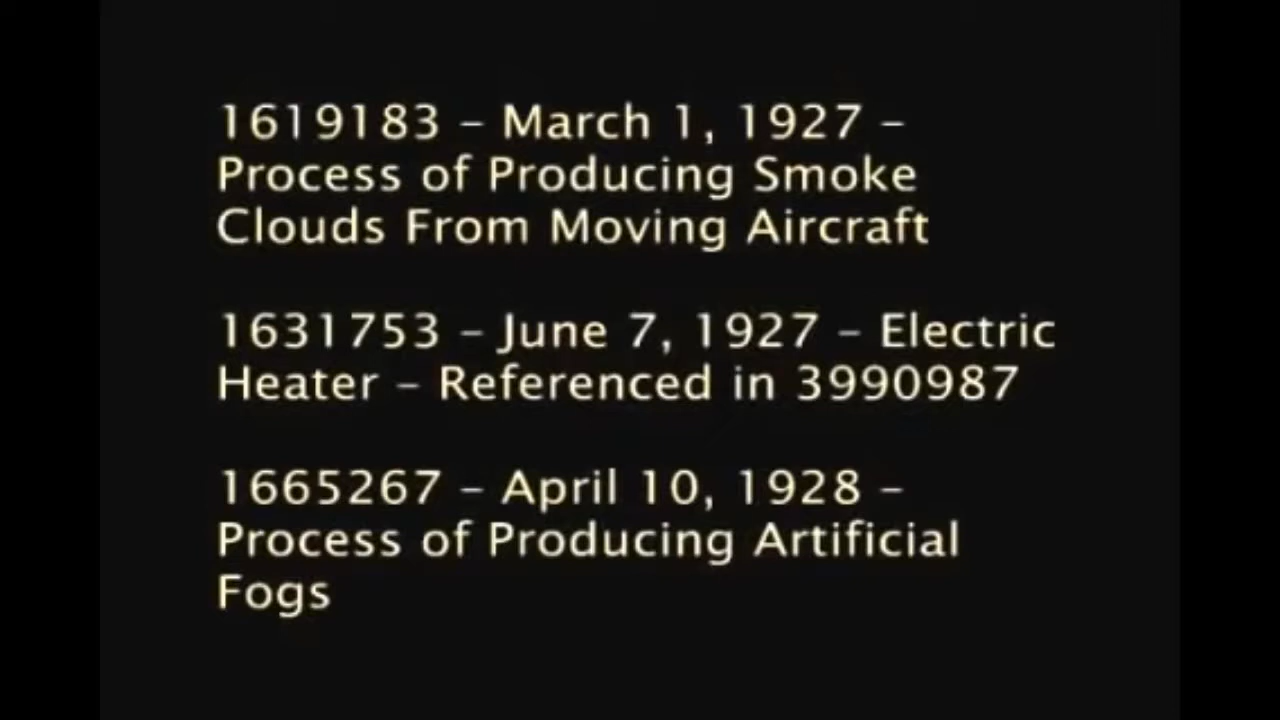 1619183 – March 1, 1927 –
Process of Producing Smoke
Clouds From Moving Aircraft
1631753 – June 7, 1927 – Electric
Heater – Referenced in 3990987
1665267 – April 10, 1928 –
Process of Producing Artificial
Fogs